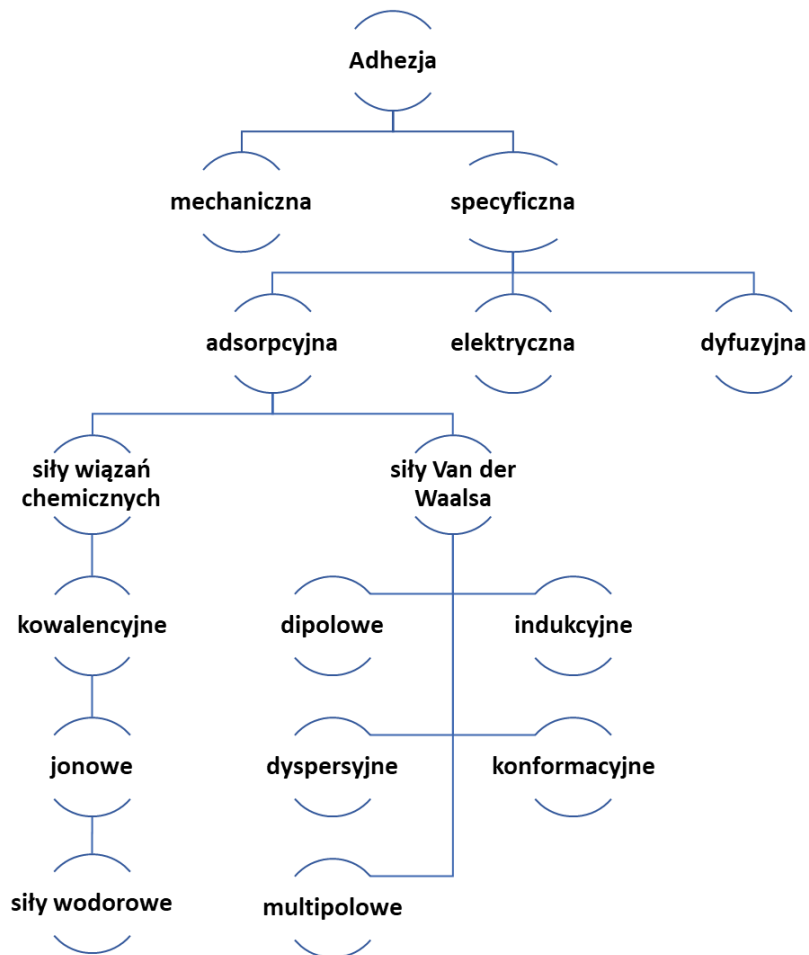 Adhezja
mechaniczna
specyficzna
adsorpcyjna
elektryczna
dyfuzyjna
siły wiązań
chemicznych
siły Van der
Waalsa
kowalencyjne
dipolowe
indukcyjne
jonowe
dyspersyjne
konformacyjne
siły wodorowe
multipolowe